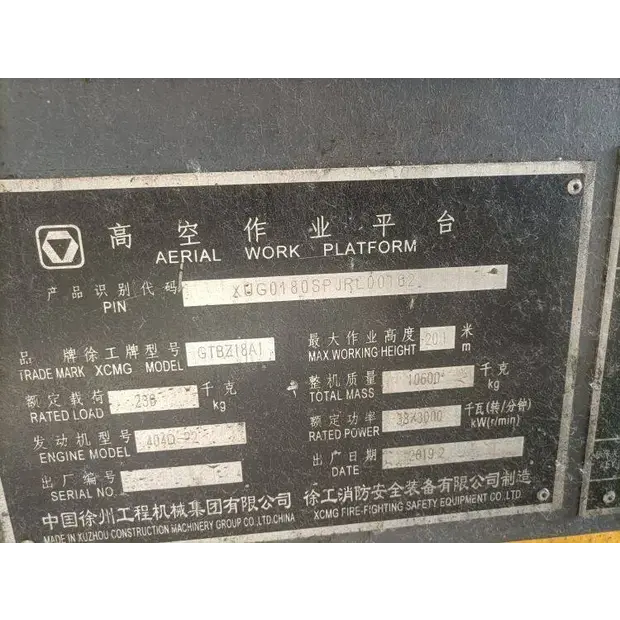 高空作业平台
AERIAL WORK PLATFORM
产品识别代码
PIN
品牌徐工牌型号 GTBZ18A1
TRADE MARK XCMG MODEL
最大作业高度 20.1 米
MAX.WORKING HEIGHT m
额定载荷 千克
RATED LOAD kg
整机质量 千克
TOTAL MASS kg
发动机型号
ENGINE MODEL
额定功率 千瓦(转/分钟)
RATED POWER kW(r/min)
出厂编号
SERIAL NO.
出产日期 2019.2
DATE
中国徐州工程机械集团有限公司 徐工消防安全装备有限公司制造
MADE IN XUZHOU CONSTRUCTION MACHINERY GROUP CO.,LTD.CHINA XCMG FIRE-FIGHTING SAFETY EQUIPMENT CO.,LTD.